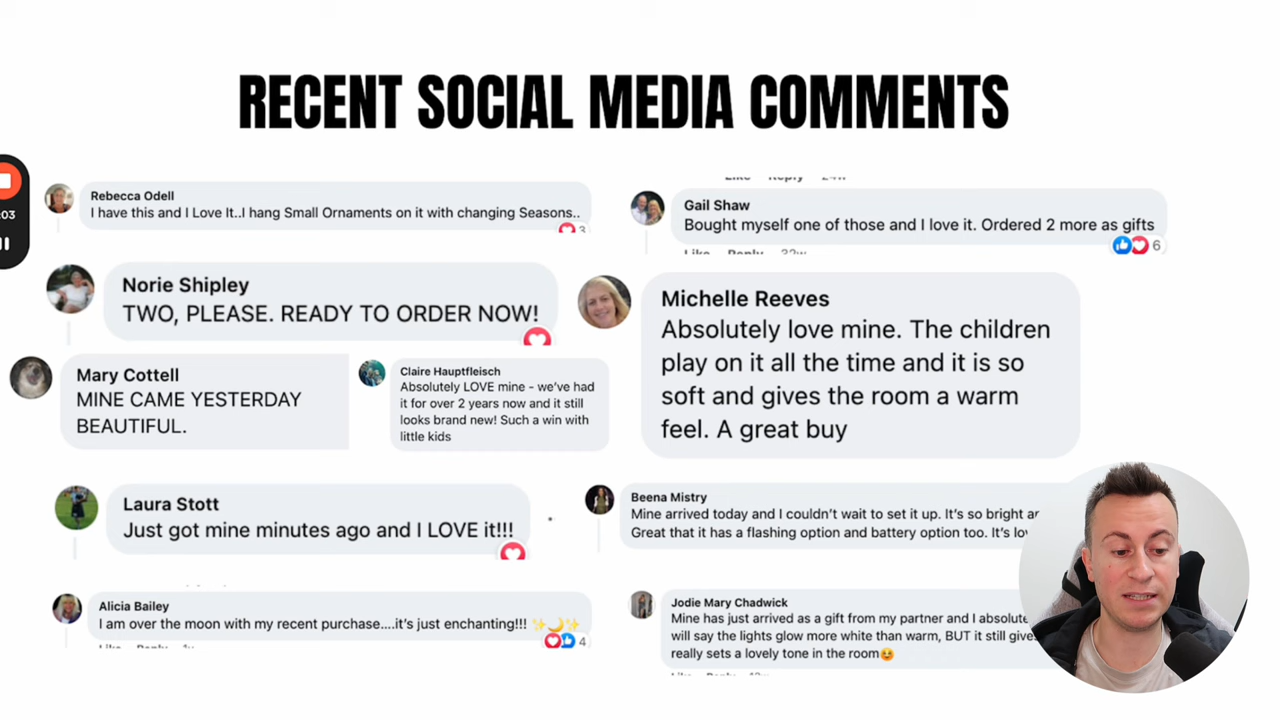 RECENT SOCIAL MEDIA COMMENTS
:03
Rebecca Odell
I have this and I Love It..I hang Small Ornaments on it with changing Seasons..
3
Gail Shaw
Bought myself one of those and I love it. Ordered 2 more as gifts
Like Reply 32w
6
Norie Shipley
TWO, PLEASE. READY TO ORDER NOW!
Michelle Reeves
Absolutely love mine. The children
play on it all the time and it is so
soft and gives the room a warm
feel. A great buy
Mary Cottell
MINE CAME YESTERDAY
BEAUTIFUL.
Claire Hauptfleisch
Absolutely LOVE mine - we’ve had
it for over 2 years now and it still
looks brand new! Such a win with
little kids
Laura Stott
Just got mine minutes ago and I LOVE it!!!
Beena Mistry
Mine arrived today and I couldn’t wait to set it up. It’s so bright
Great that it has a flashing option and battery option too. It’s
Alicia Bailey
I am over the moon with my recent purchase....it’s just enchanting!!! ✨🌙✨
4
Jodie Mary Chadwick
Mine has just arrived as a gift from my partner and I
will say the lights glow more white than warm, BUT it still
really sets a lovely tone in the room☺️